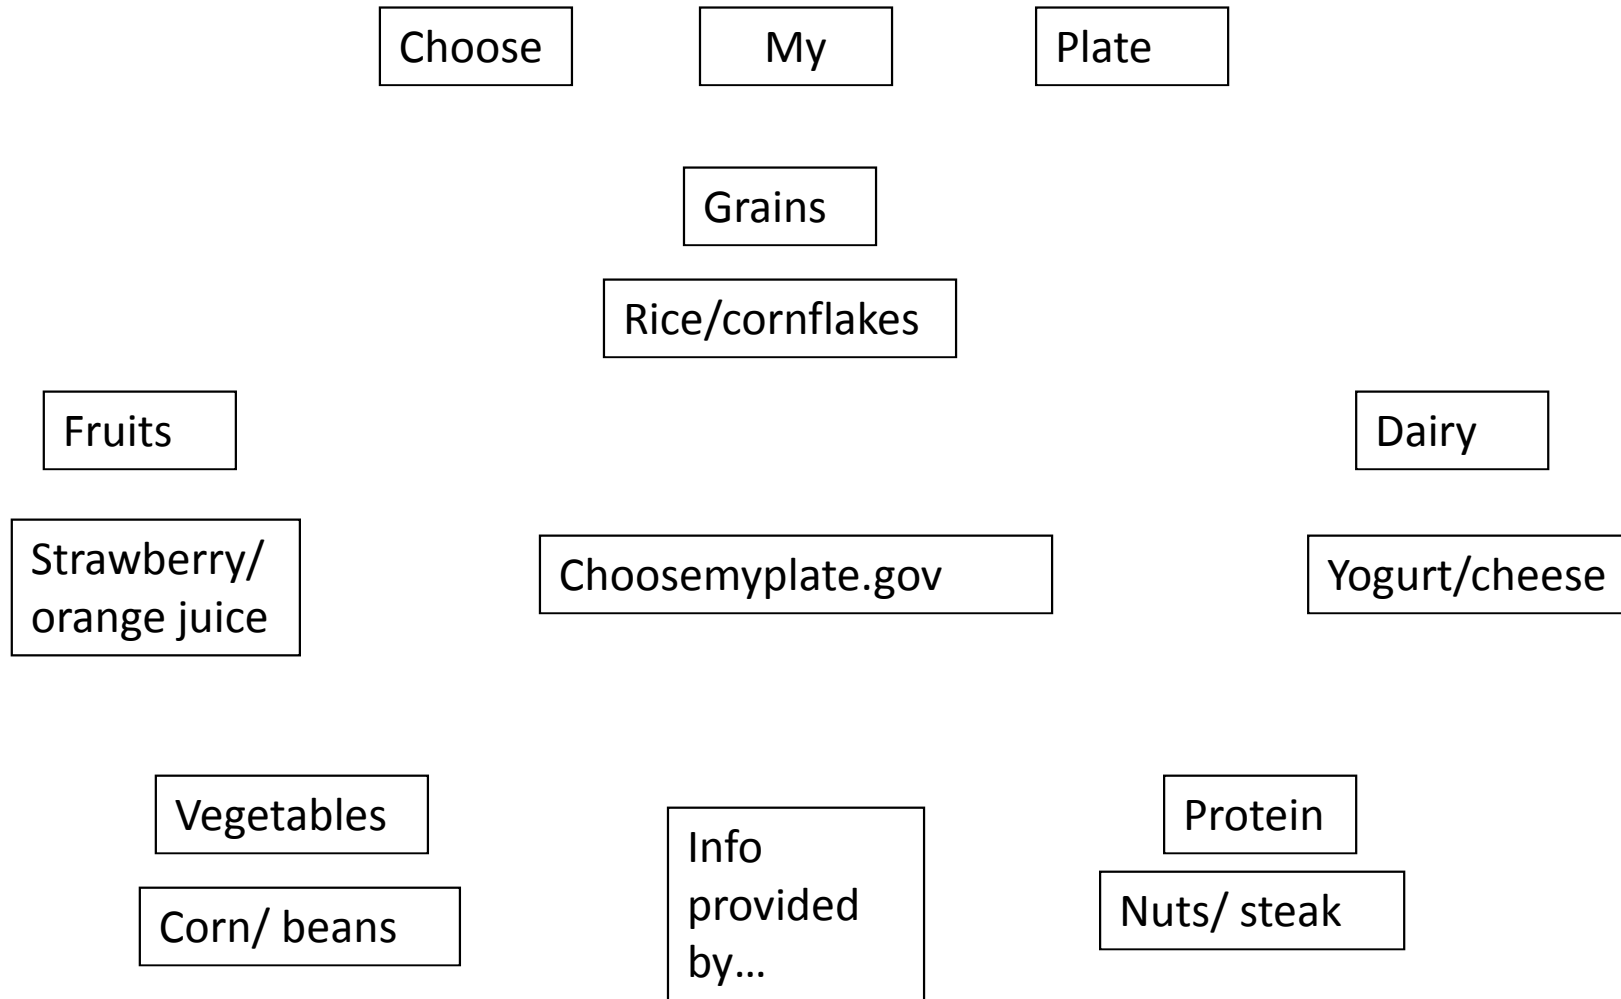 Choose My Plate
Grains
Rice/cornflakes
Fruits
Dairy
Strawberry/
orange juice
Choosemyplate.gov
Yogurt/cheese
Vegetables
Corn/ beans
Info
provided
by...
Protein
Nuts/ steak